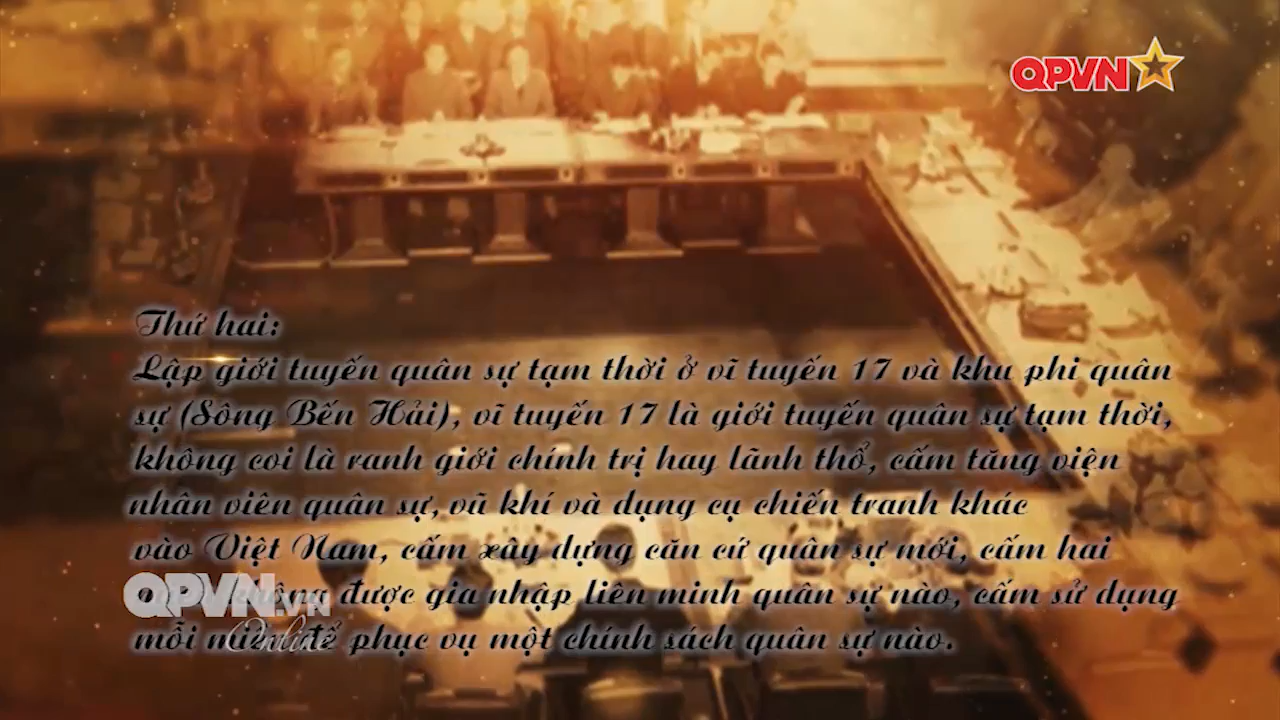 QPVN
Thứ hai:
Lập giới tuyến quân sự tạm thời ở vĩ tuyến 17 và khu phi quân
sự (Sông Bến Hải), vĩ tuyến 17 là giới tuyến quân sự tạm thời,
không coi là ranh giới chính trị hay lãnh thổ, cấm tăng viện
nhân viên quân sự, vũ khí và dụng cụ chiến tranh khác
vào Việt Nam, cấm xây dựng căn cứ quân sự mới, cấm hai
được gia nhập liên minh quân sự nào, cấm sử dụng
mỗi miền để phục vụ một chính sách quân sự nào.
QPVN.VN
Online